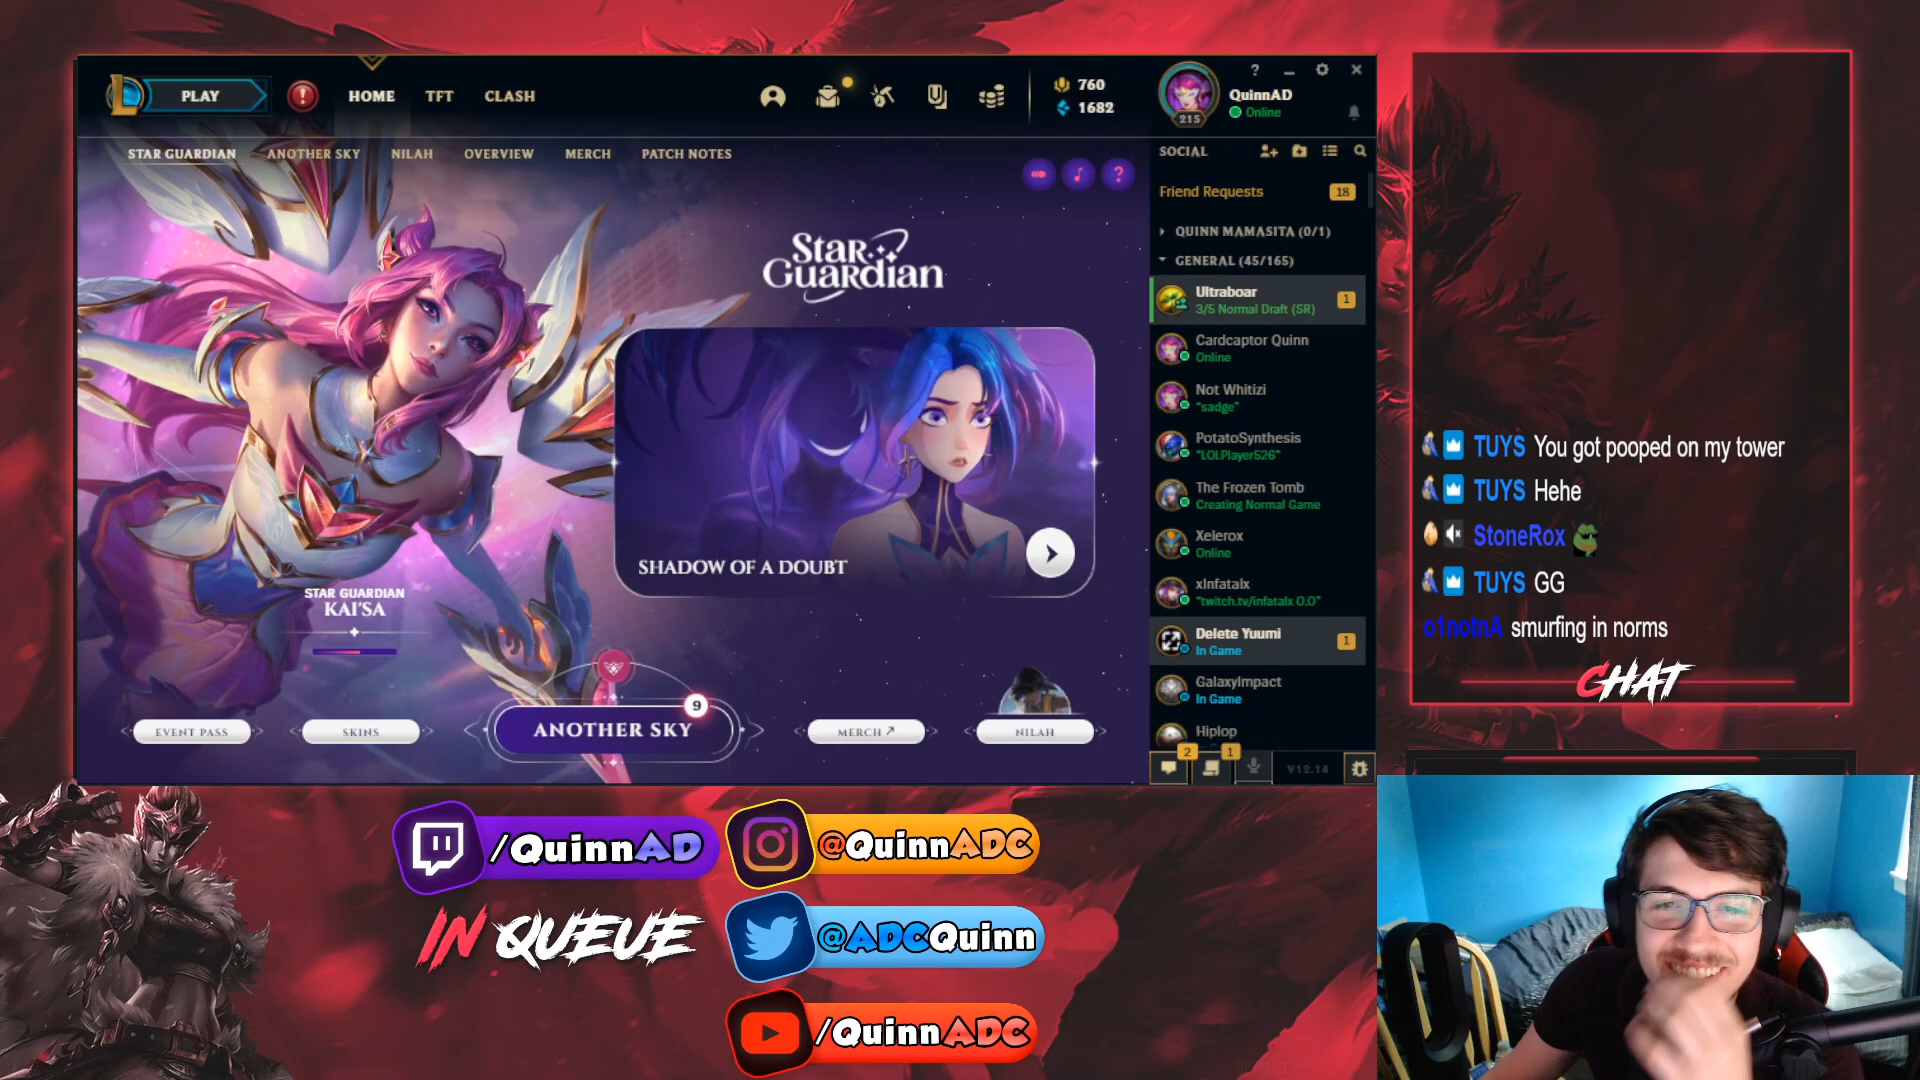 PLAY
HOME
TFT
CLASH
760
1682
215
QuinnAD
Online
?
STAR GUARDIAN
ANOTHER SKY
NILAH
OVERVIEW
MERCH
PATCH NOTES
?
SOCIAL
Friend Requests
18
QUINN MAMASITA (0/1)
GENERAL (45/165)
Ultraboar
3/5 Normal Draft (SR)
1
Cardcaptor Quinn
Online
Not Whitizi
"sadge"
PotatoSynthesis
"LOLPlayer526"
The Frozen Tomb
Creating Normal Game
Xelerox
Online
xInfatalx
"twitch.tv/infatalx O.O"
Delete Yuumi
In Game
1
GalaxyImpact
In Game
Hiplop
2
1
V12.14
Star Guardian
SHADOW OF A DOUBT
STAR GUARDIAN
KAI'SA
EVENT PASS
SKINS
ANOTHER SKY
9
MERCH
NILAH
TUYS You got pooped on my tower
TUYS Hehe
StoneRox
TUYS GG
o1notnA smurfing in norms
CHAT
/QuinnAD
@QuinnADC
IN QUEUE
@ADCQuinn
/QuinnADC